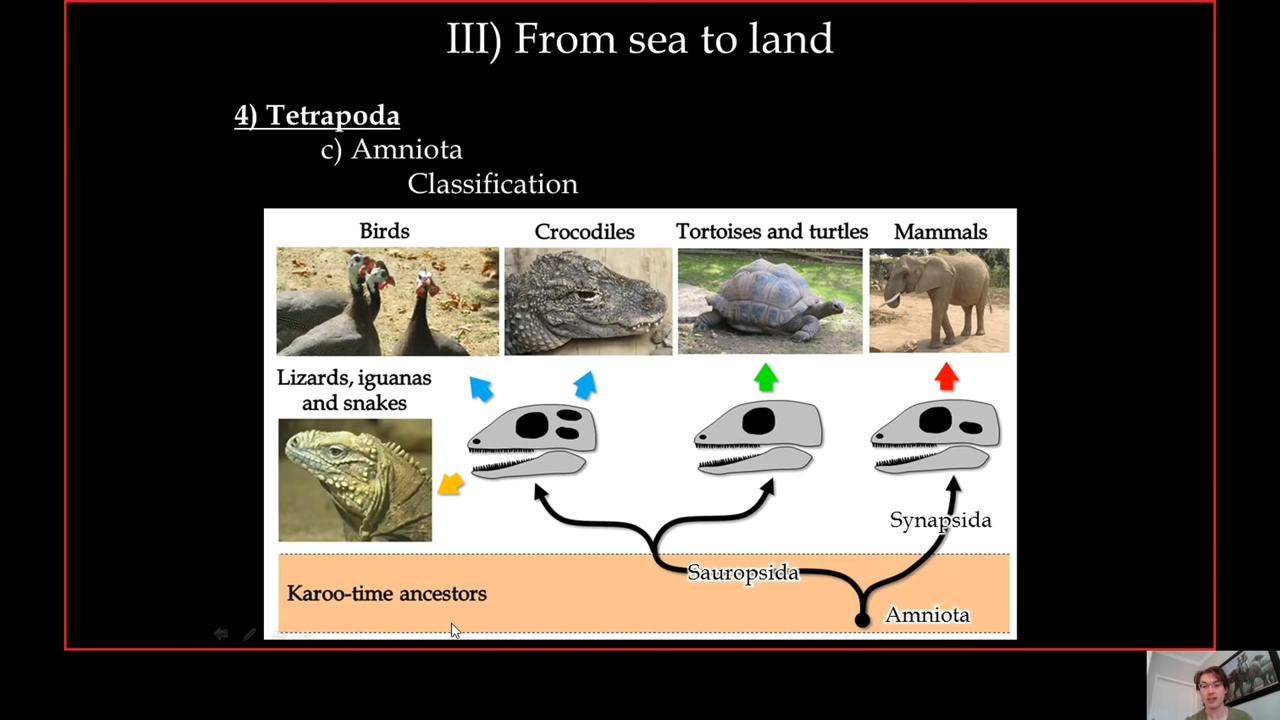 III) From sea to land
4) Tetrapoda
c) Amniota
Classification
Birds
Crocodiles
Tortoises and turtles
Mammals
Lizards, iguanas
and snakes
Synapsida
Sauropsida
Karoo-time ancestors
Amniota